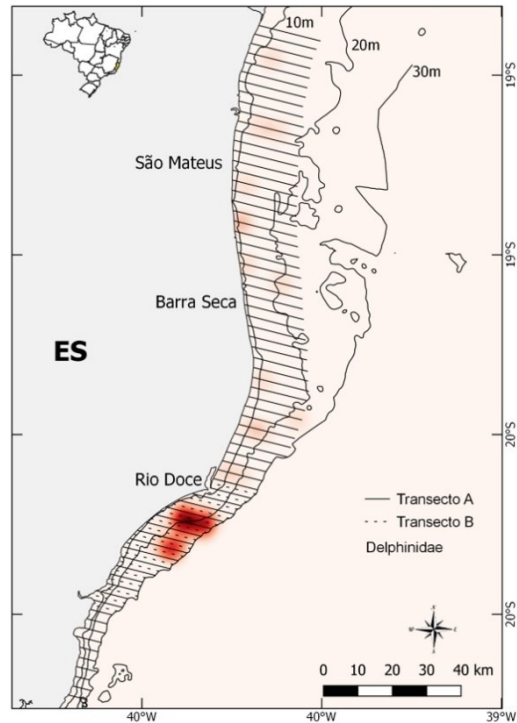 10m
20m
30m
19°S
São Mateus
19°S
Barra Seca
ES
20°S
Rio Doce
Transecto A
Transecto B
Delphinidae
20°S
0 10 20 30 40 km
40°W 40°W 39°W